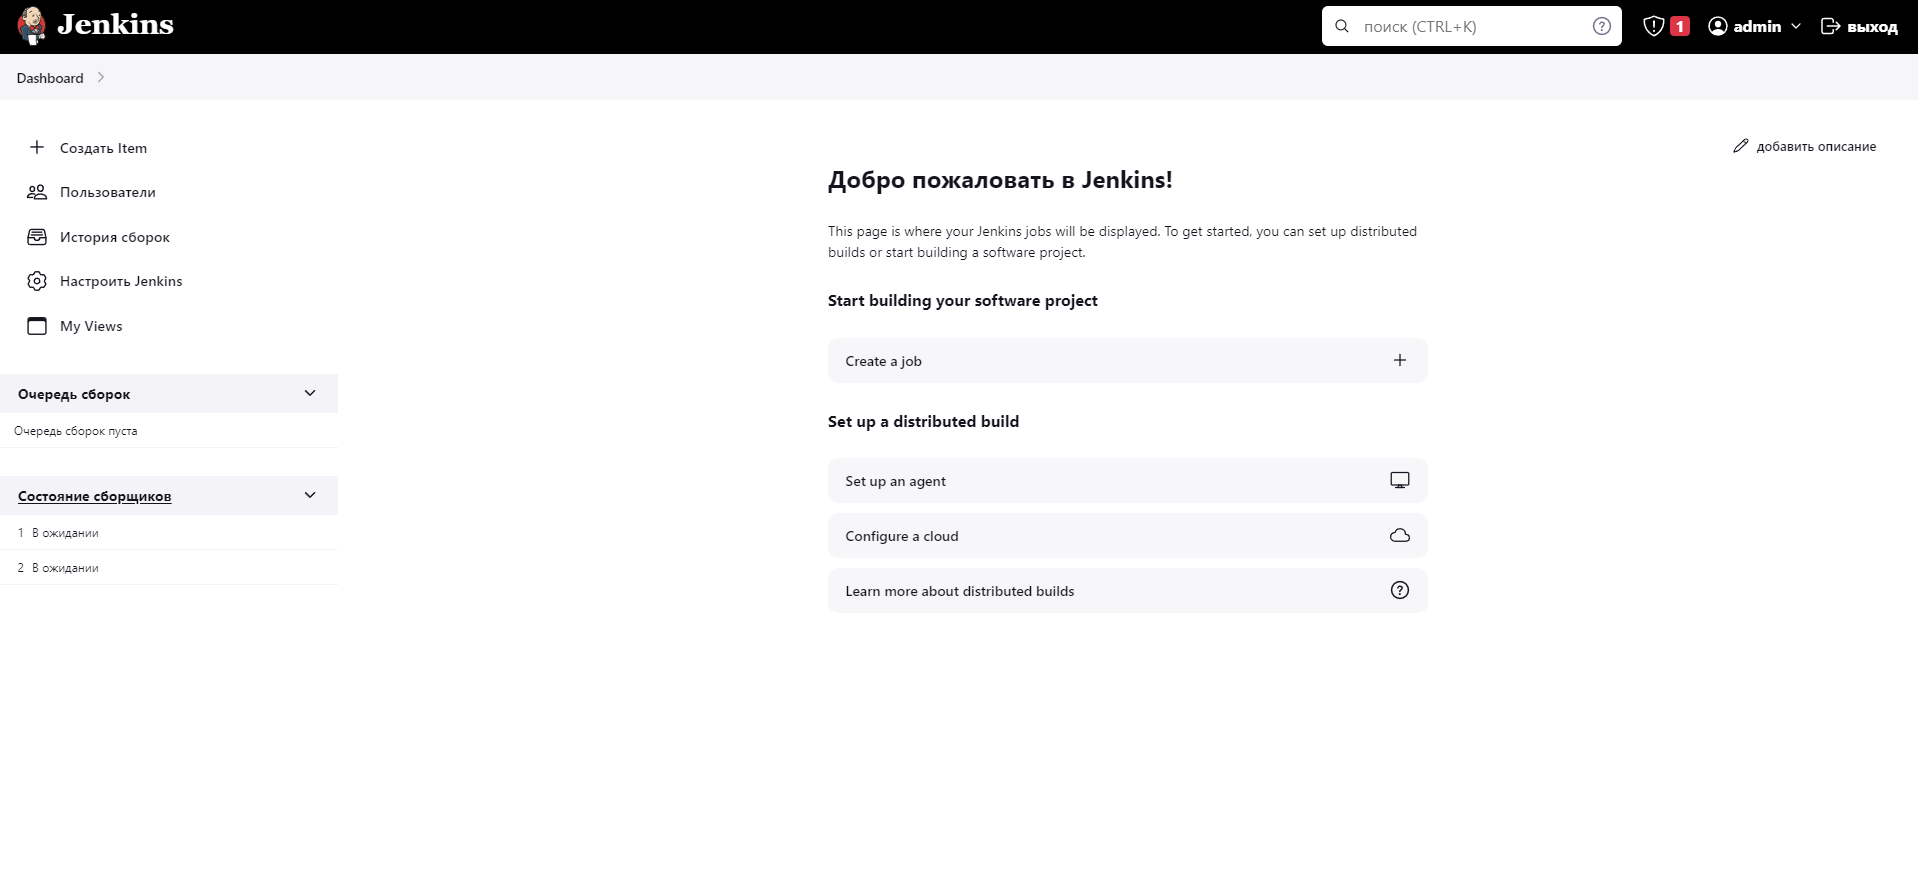 Jenkins
поиск (CTRL+K)
1
admin
выход
Dashboard
Создать Item
Пользователи
История сборок
Настроить Jenkins
My Views
Очередь сборок
Очередь сборок пуста
Состояние сборщиков
1 В ожидании
2 В ожидании
добавить описание
Добро пожаловать в Jenkins!
This page is where your Jenkins jobs will be displayed. To get started, you can set up distributed
builds or start building a software project.
Start building your software project
Create a job
Set up a distributed build
Set up an agent
Configure a cloud
Learn more about distributed builds